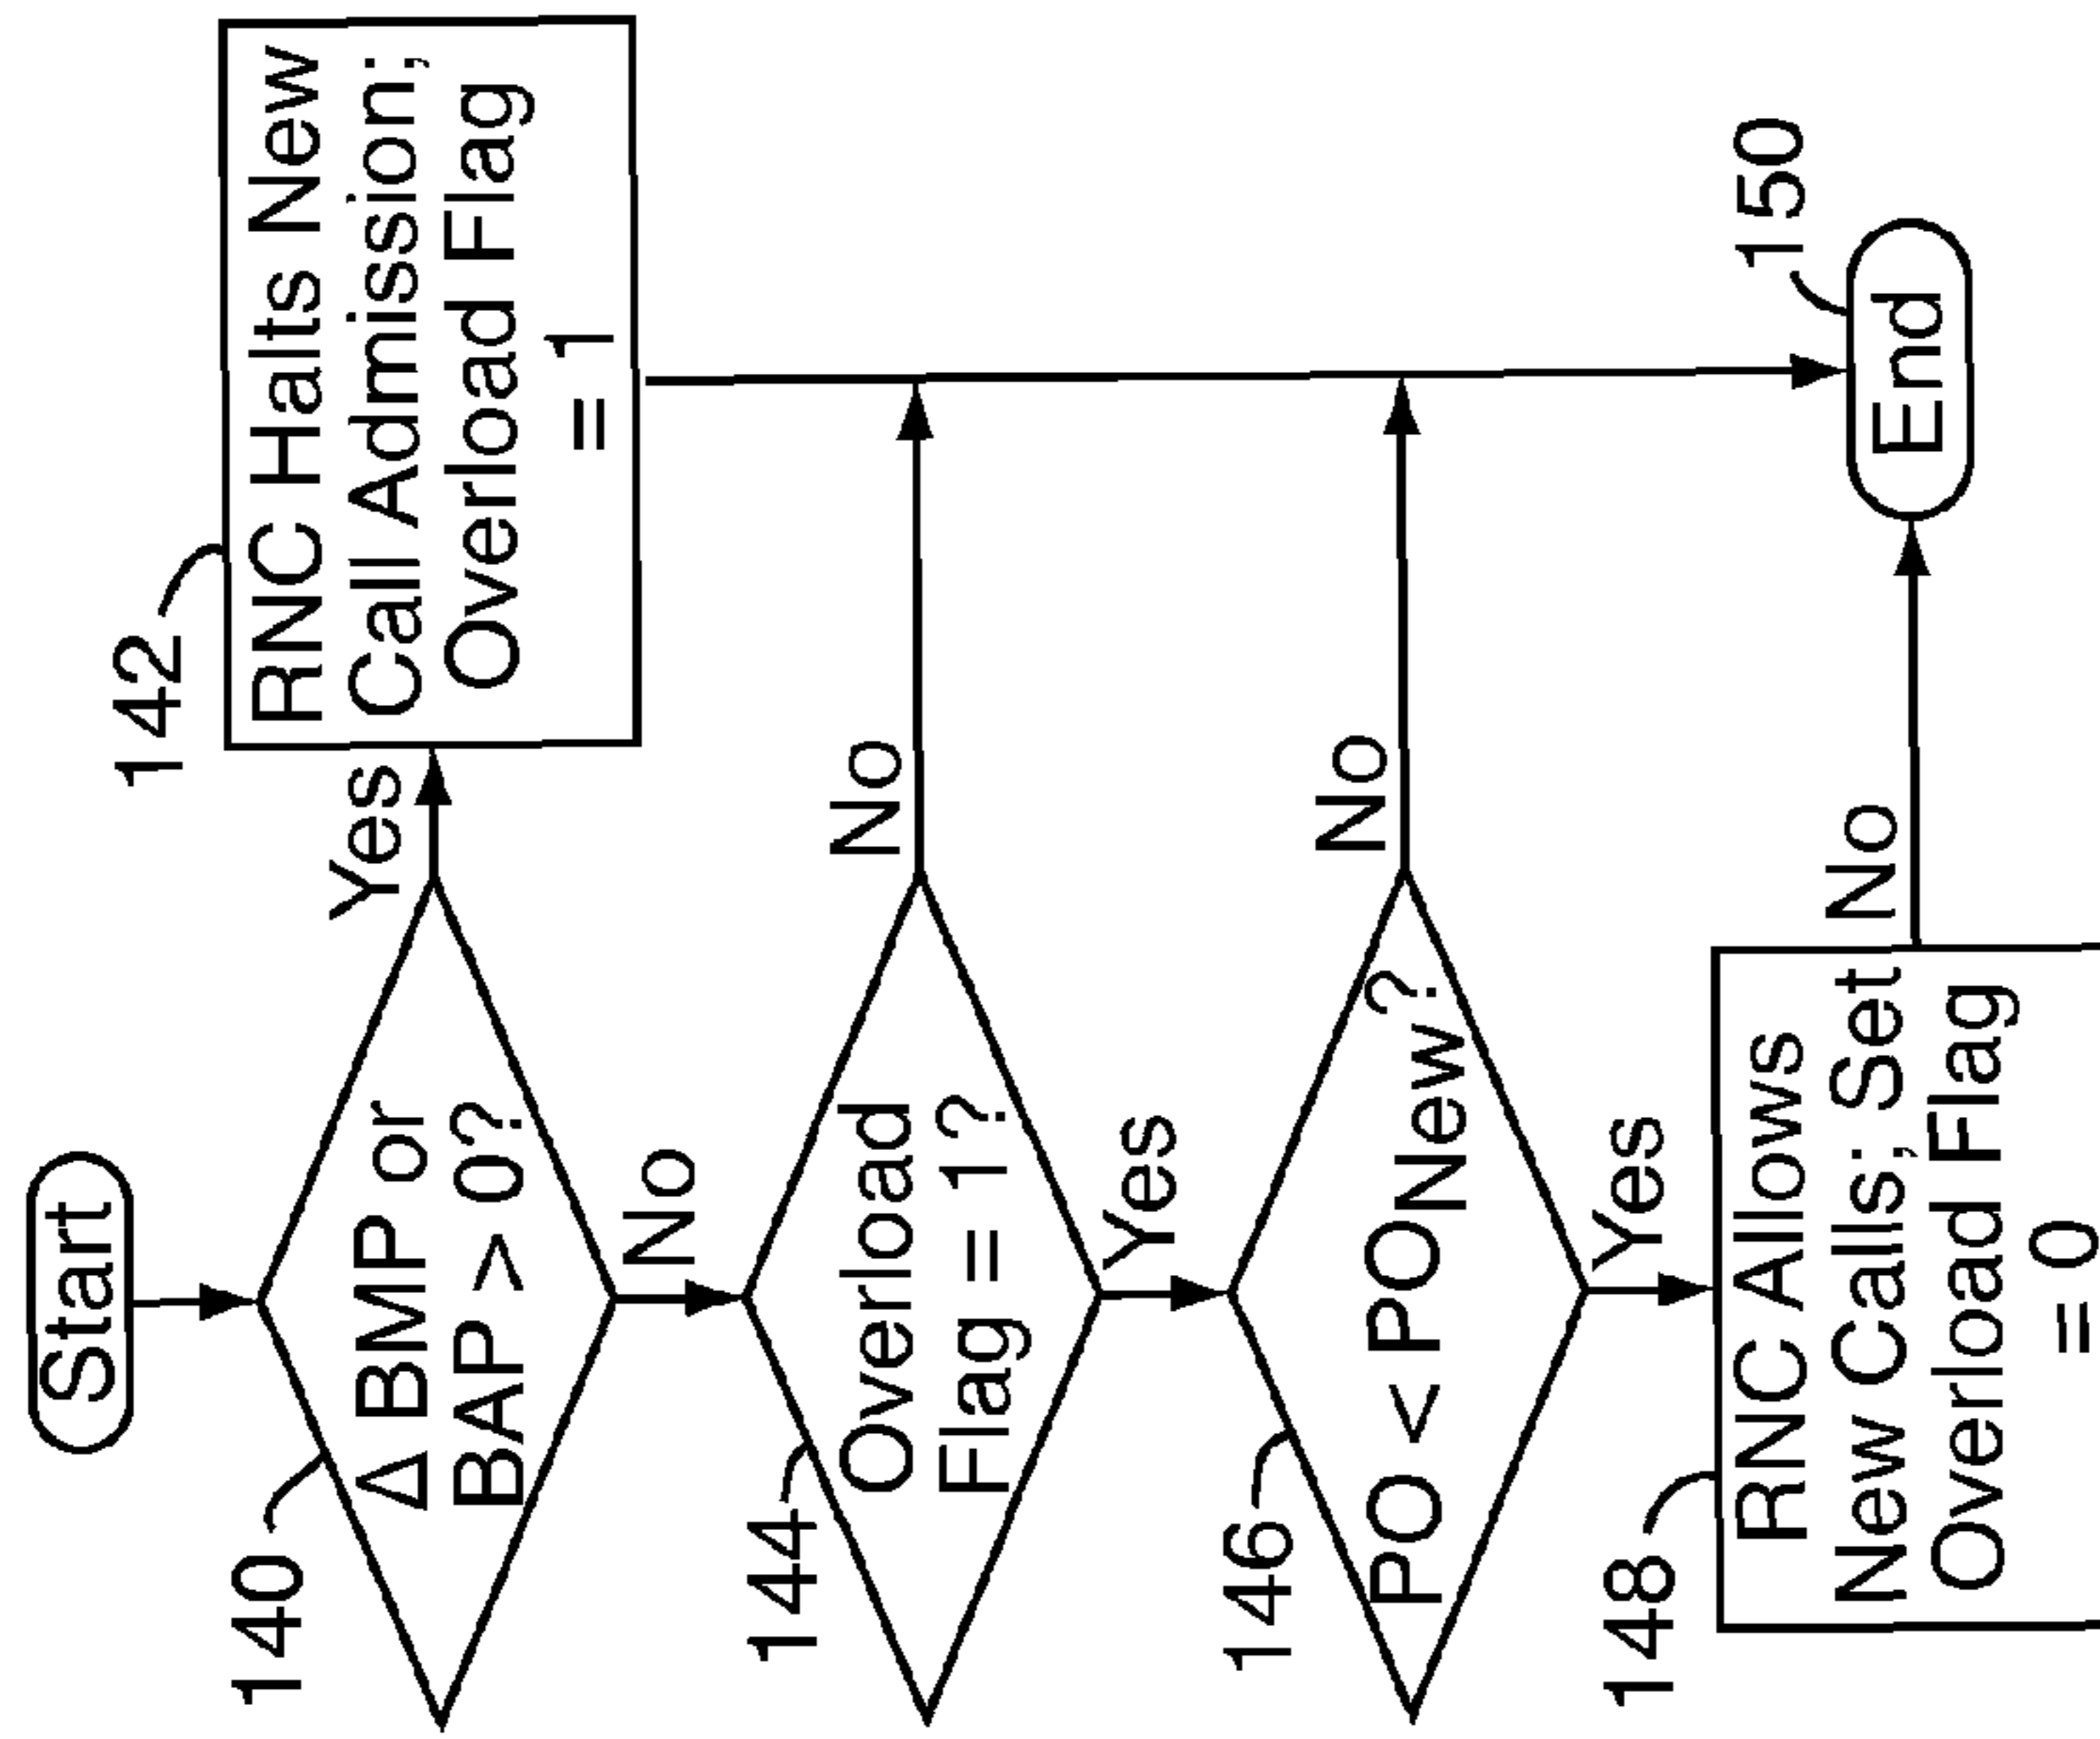 Start
140
Δ BMP or
BAP > 0?
Yes
142
RNC Halts New
Call Admission;
Overload Flag
= 1
No
144
Overload
Flag = 1?
No
Yes
146
PO < PONew?
No
Yes
148
RNC Allows
New Calls; Set
Overload Flag
= 0
No
150
End